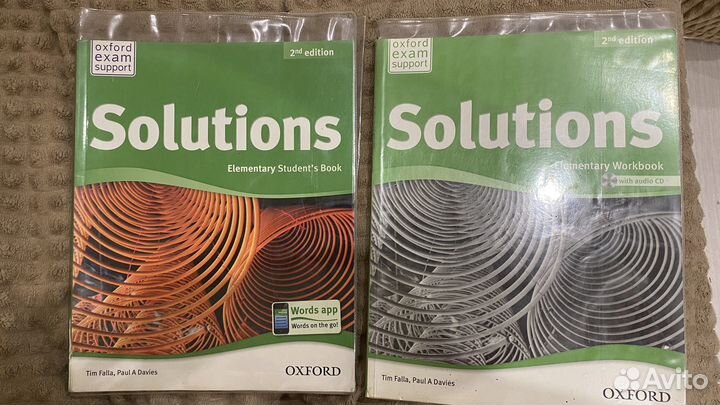 oxford
exam
support
2nd edition
Solutions
Elementary Student's Book
Words app
Words on the go!
Tim Falla, Paul A Davies
OXFORD
oxford
exam
support
2nd edition
Solutions
Elementary Workbook
with audio CD
Tim Falla, Paul A Davies
OXFORD
Avito